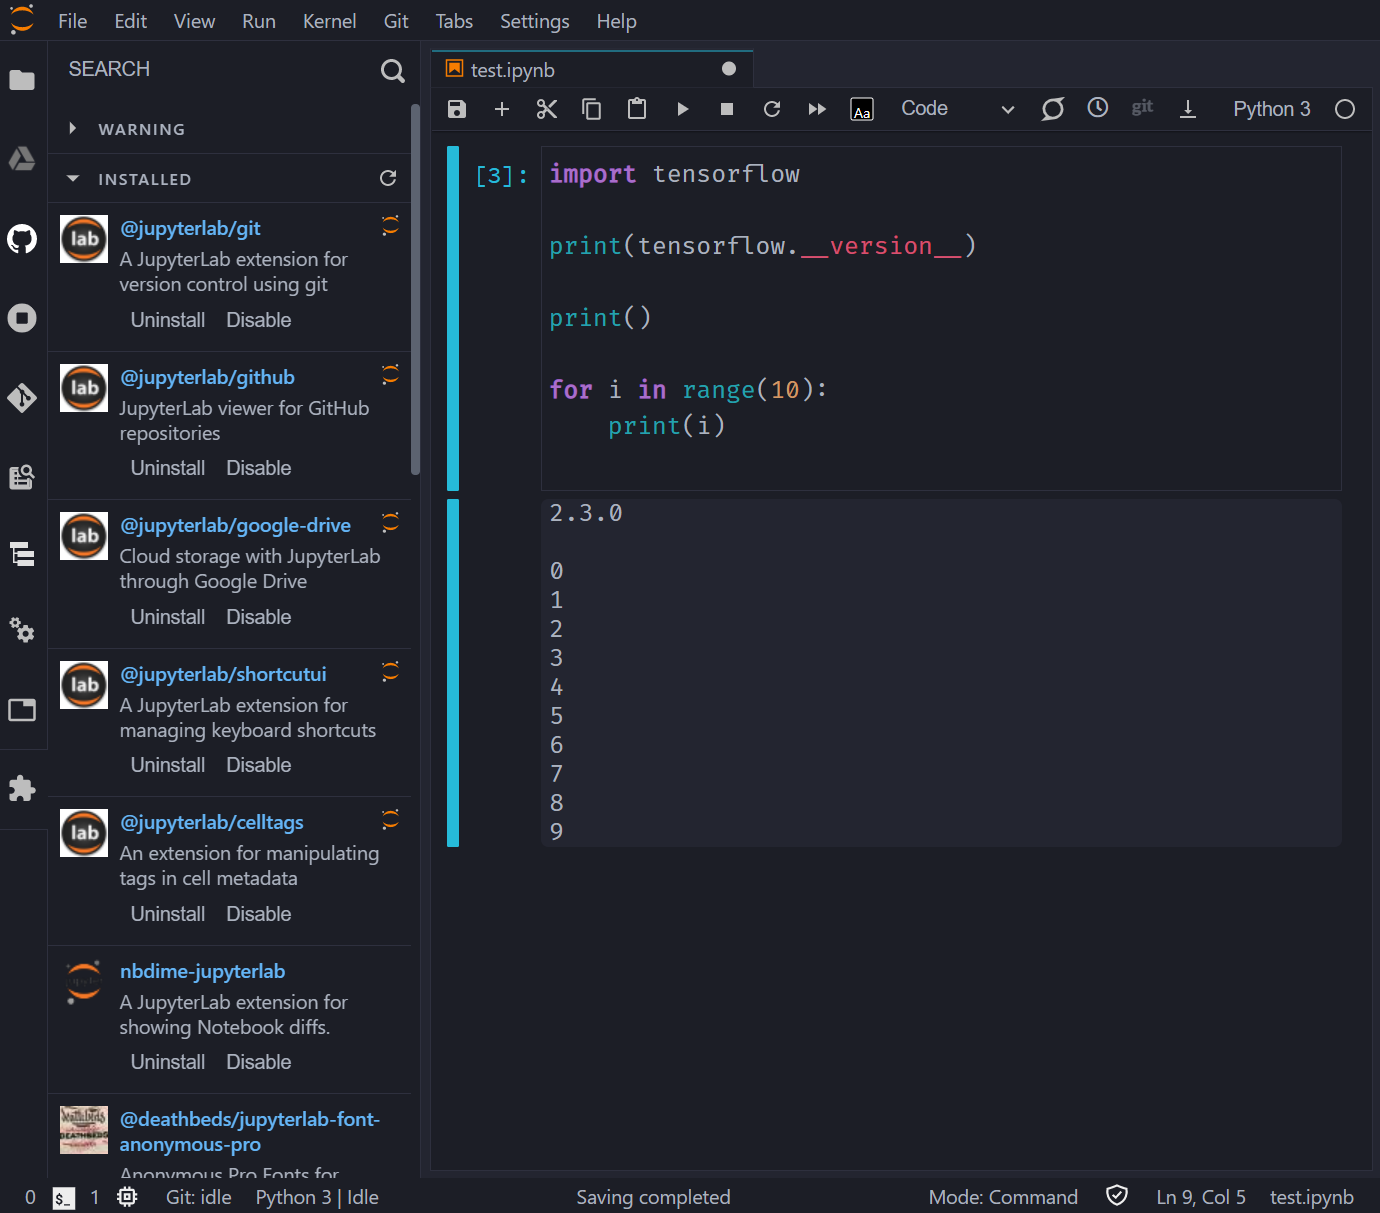 File Edit View Run Kernel Git Tabs Settings Help
SEARCH
WARNING
INSTALLED
lab
@jupyterlab/git
A JupyterLab extension for
version control using git
Uninstall Disable
lab
@jupyterlab/github
JupyterLab viewer for GitHub
repositories
Uninstall Disable
lab
@jupyterlab/google-drive
Cloud storage with JupyterLab
through Google Drive
Uninstall Disable
lab
@jupyterlab/shortcutui
A JupyterLab extension for
managing keyboard shortcuts
Uninstall Disable
lab
@jupyterlab/celltags
An extension for manipulating
tags in cell metadata
Uninstall Disable
nbdime-jupyterlab
A JupyterLab extension for
showing Notebook diffs.
Uninstall Disable
@deathbeds/jupyterlab-font-
anonymous-pro
Anonymous Pro Fonts for
test.ipynb
Aa Code git Python 3
[3]:
import tensorflow
print(tensorflow.__version__)
print()
for i in range(10):
    print(i)
2.3.0
0
1
2
3
4
5
6
7
8
9
0 $_ 1 Git: idle Python 3 | Idle Saving completed Mode: Command Ln 9, Col 5 test.ipynb